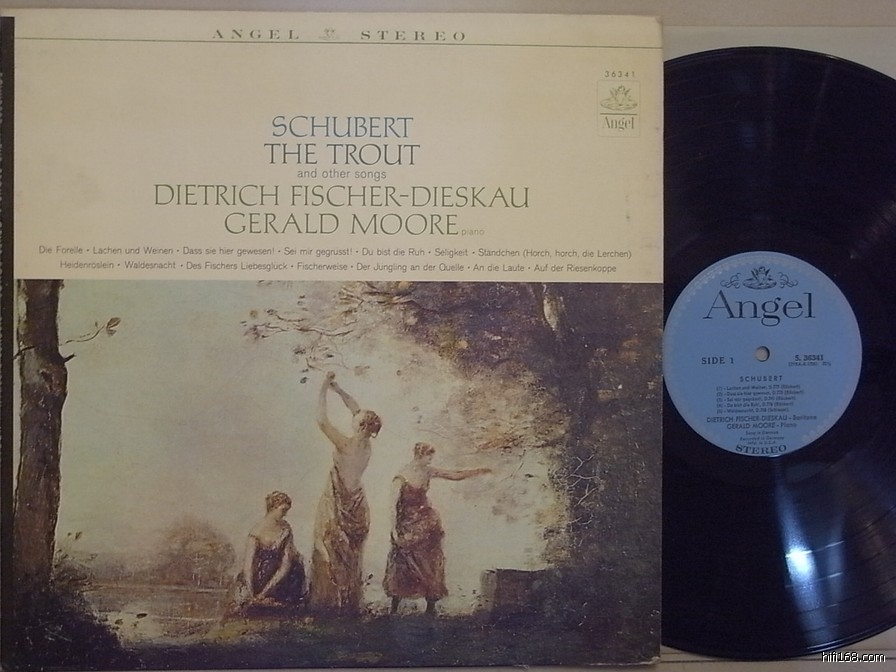 ANGEL STEREO
36341
Angel
SCHUBERT
THE TROUT
and other songs
DIETRICH FISCHER-DIESKAU
GERALD MOORE piano
Die Forelle • Lachen und Weinen • Dass sie hier gewesen! • Sei mir gegrusst! • Du bist die Ruh • Seligkeit • Ständchen (Horch, horch, die Lerchen)
Heidenroslein • Waldesnacht • Des Fischers Liebesgluck • Fischerweise • Der Jungling an der Quelle • An die Laute • Auf der Riesenkoppe
Angel
SIDE 1
S. 36341
SCHUBERT
DIETRICH FISCHER-DIESKAU - Baritone
GERALD MOORE - Piano
STEREO
hifi168.com